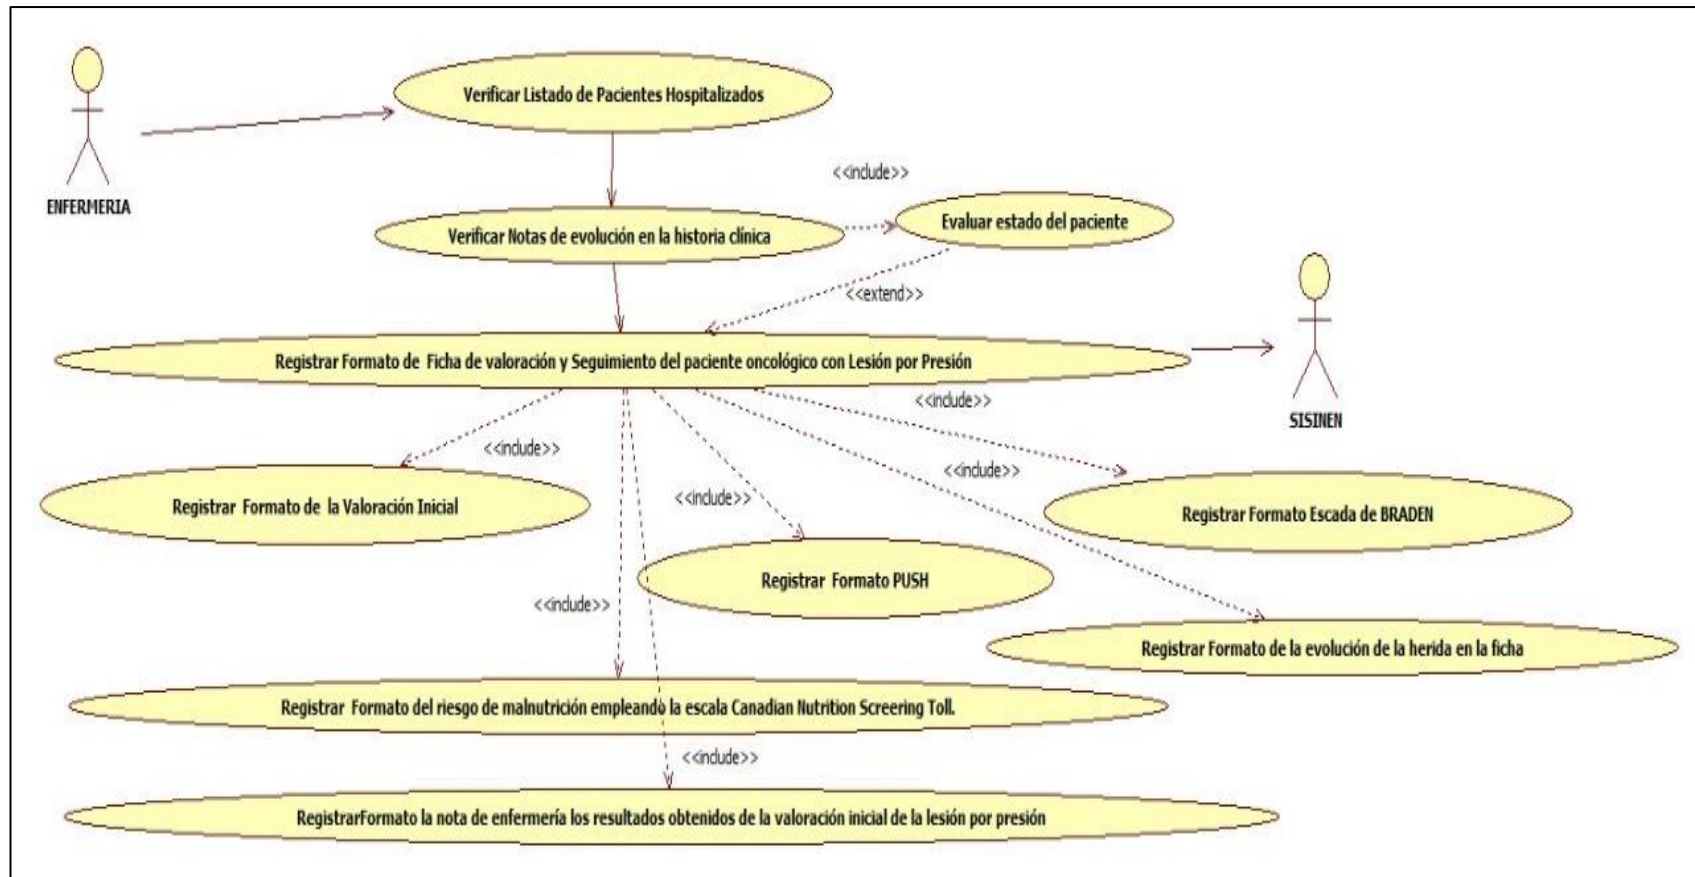 Verificar Listado de Pacientes Hospitalizados
<<include>>
ENFERMERIA
Evaluar estado del paciente
Verificar Notas de evolución en la historia clínica
<<extend>>
Registrar Formato de Ficha de valoración y Seguimiento del paciente oncológico con Lesión por Presión
<<include>>
SISINEN
<<include>>
<<include>>
<<include>>
Registrar Formato de la Valoración Inicial
Registrar Formato Escada de BRADEN
Registrar Formato PUSH
<<include>>
Registrar Formato de la evolución de la herida en la ficha
Registrar Formato del riesgo de malnutrición empleando la escala Canadian Nutrition Screering Toll.
<<include>>
RegistrarFormato la nota de enfermería los resultados obtenidos de la valoración inicial de la lesión por presión